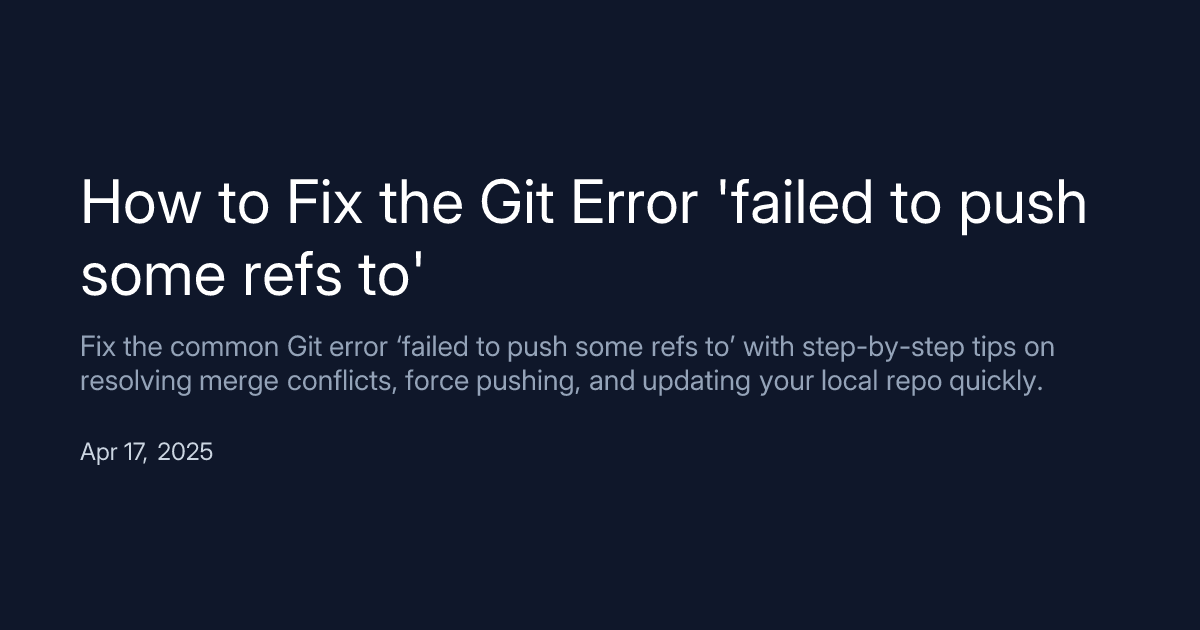 How to Fix the Git Error 'failed to push
some refs to'
Fix the common Git error ‘failed to push some refs to’ with step-by-step tips on
resolving merge conflicts, force pushing, and updating your local repo quickly.
Apr 17, 2025